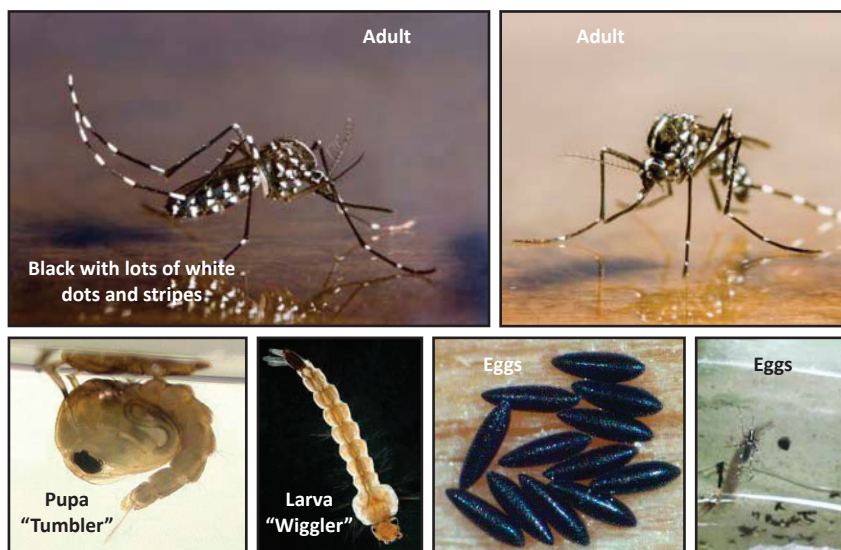 Adult
Adult
Black with lots of white
dots and stripes
Pupa
“Tumbler”
Larva
“Wiggler”
Eggs
Eggs